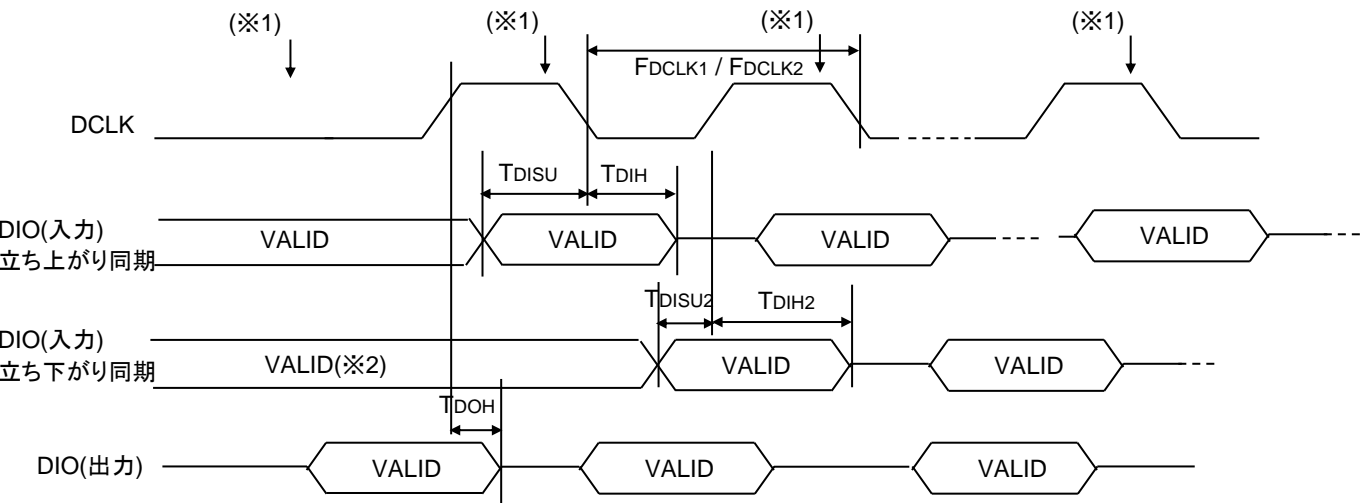 (※1) (※1) (※1) (※1)
FDCLK1 / FDCLK2
DCLK
TDISU TDIH
DIO(入力)
立ち上がり同期
VALID VALID VALID VALID
TDISU2 TDIH2
DIO(入力)
立ち下がり同期
VALID(※2) VALID VALID
TDOH
DIO(出力) VALID VALID VALID